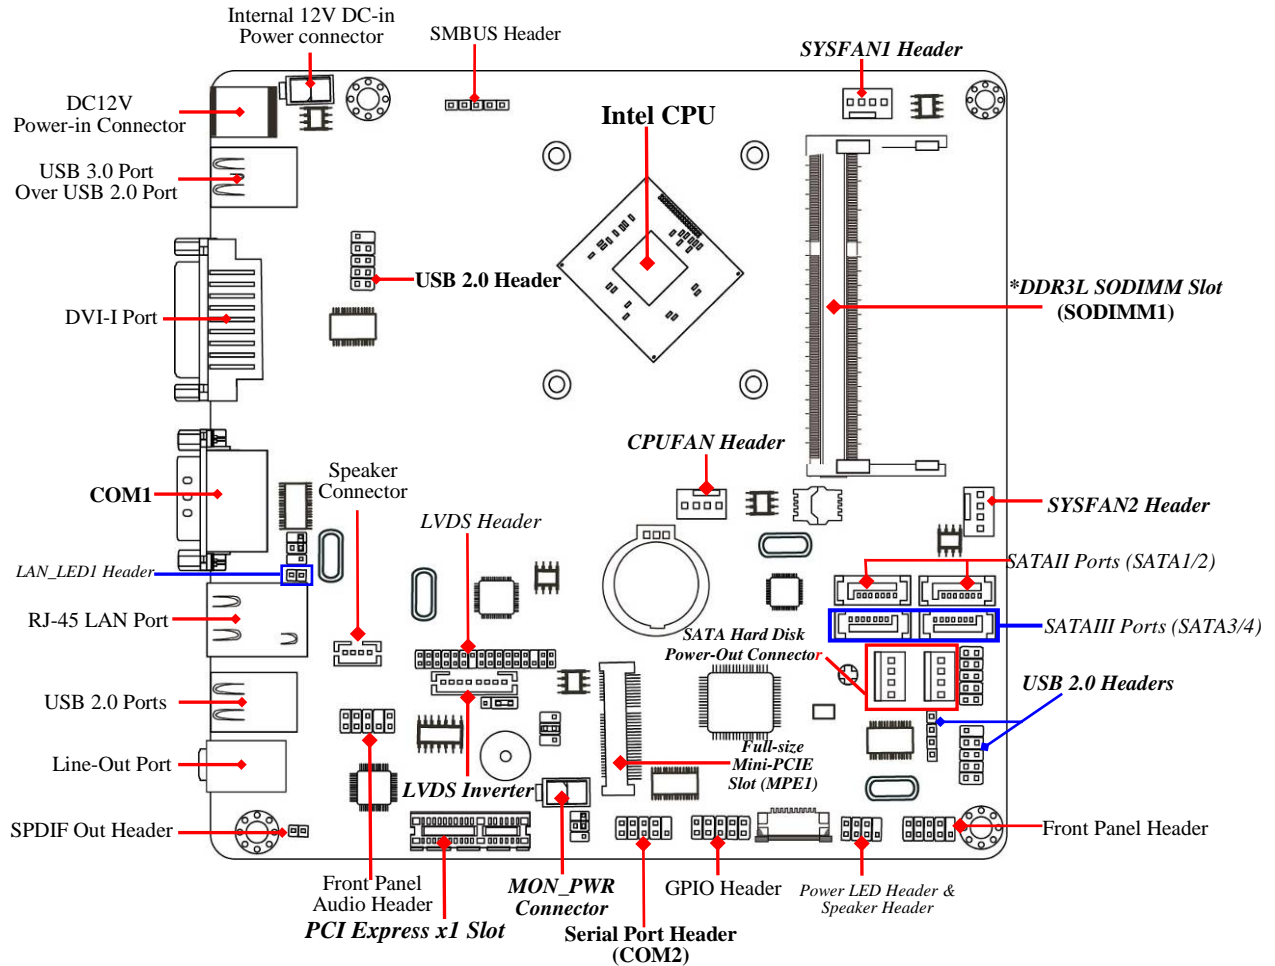 Internal 12V DC-in
Power connector
SMBUS Header
SYSFAN1 Header
DC12V
Power-in Connector
Intel CPU
USB 3.0 Port
Over USB 2.0 Port
USB 2.0 Header
*DDR3L SODIMM Slot
(SODIMM1)
DVI-I Port
CPUFAN Header
Speaker
Connector
COM1
LVDS Header
SYSFAN2 Header
LAN_LED1 Header
SATAII Ports (SATA1/2)
RJ-45 LAN Port
SATAIII Ports (SATA3/4)
SATA Hard Disk
Power-Out Connector
USB 2.0 Headers
USB 2.0 Ports
Full-size
Mini-PCIE
Slot (MPE1)
Line-Out Port
LVDS Inverter
SPDIF Out Header
Front Panel Header
Front Panel
Audio Header
MON_PWR
Connector
GPIO Header
Power LED Header &
Speaker Header
PCI Express x1 Slot
Serial Port Header
(COM2)